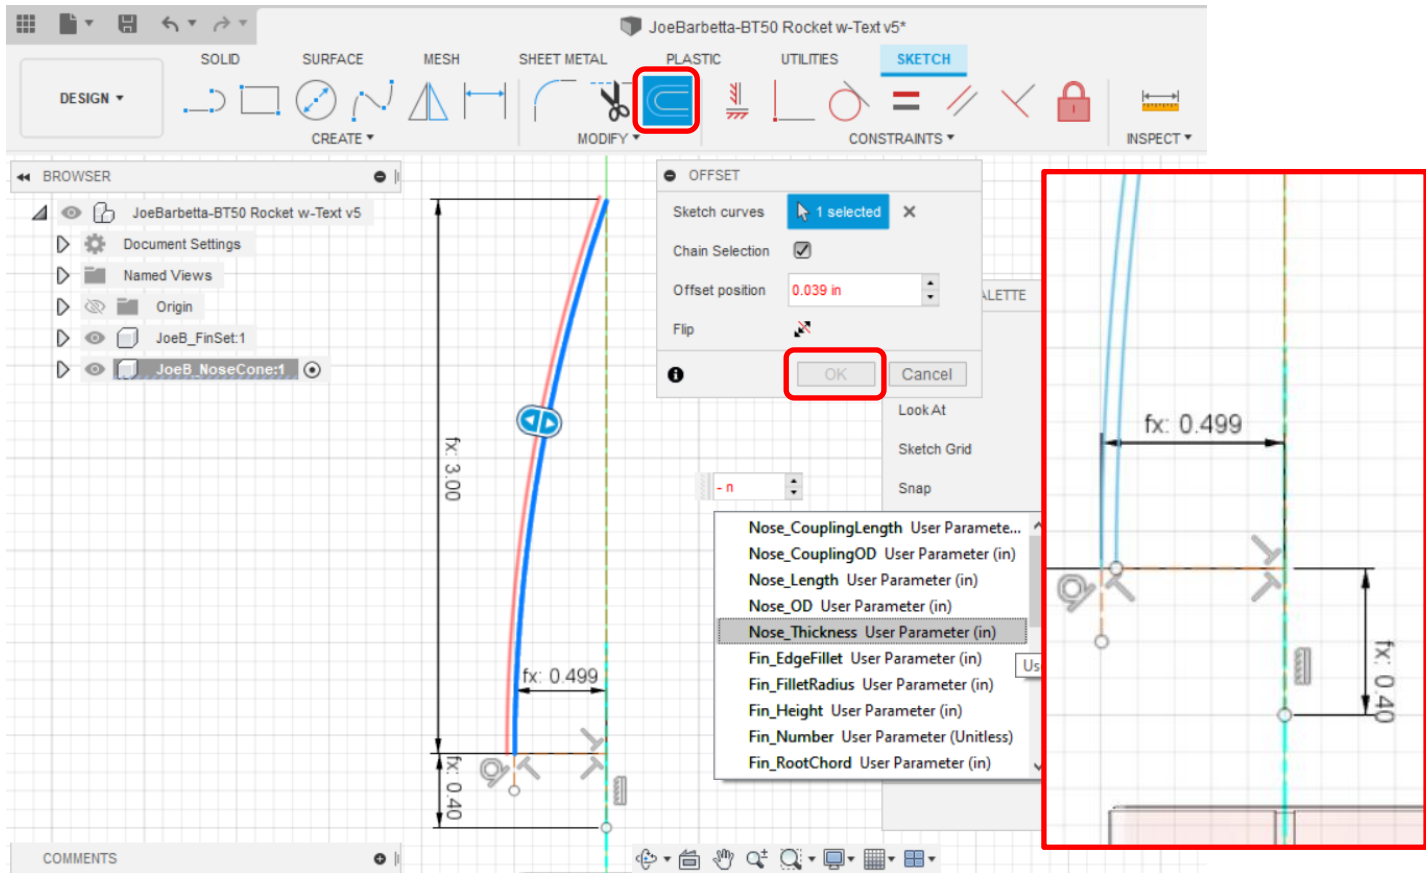 JoeBarbetta-BT50 Rocket w-Text v5*
SOLID SURFACE MESH SHEET METAL PLASTIC UTILITIES SKETCH
DESIGN
CREATE MODIFY CONSTRAINTS INSPECT
BROWSER
JoeBarbetta-BT50 Rocket w-Text v5
Document Settings
Named Views
Origin
JoeB_FinSet:1
JoeB_NoseCone:1
OFFSET
Sketch curves 1 selected
Chain Selection
Offset position 0.039 in
Flip
OK Cancel
ALETTE
Look At
Sketch Grid
Snap
- n
Nose_CouplingLength User Paramete...
Nose_CouplingOD User Parameter (in)
Nose_Length User Parameter (in)
Nose_OD User Parameter (in)
Nose_Thickness User Parameter (in)
Fin_EdgeFillet User Parameter (in)
Us
Fin_FilletRadius User Parameter (in)
Fin_Height User Parameter (in)
Fin_Number User Parameter (Unitless)
Fin_RootChord User Parameter (in)
fx: 3.00
fx: 0.499
fx: 0.40
fx: 0.499
fx: 0.40
COMMENTS